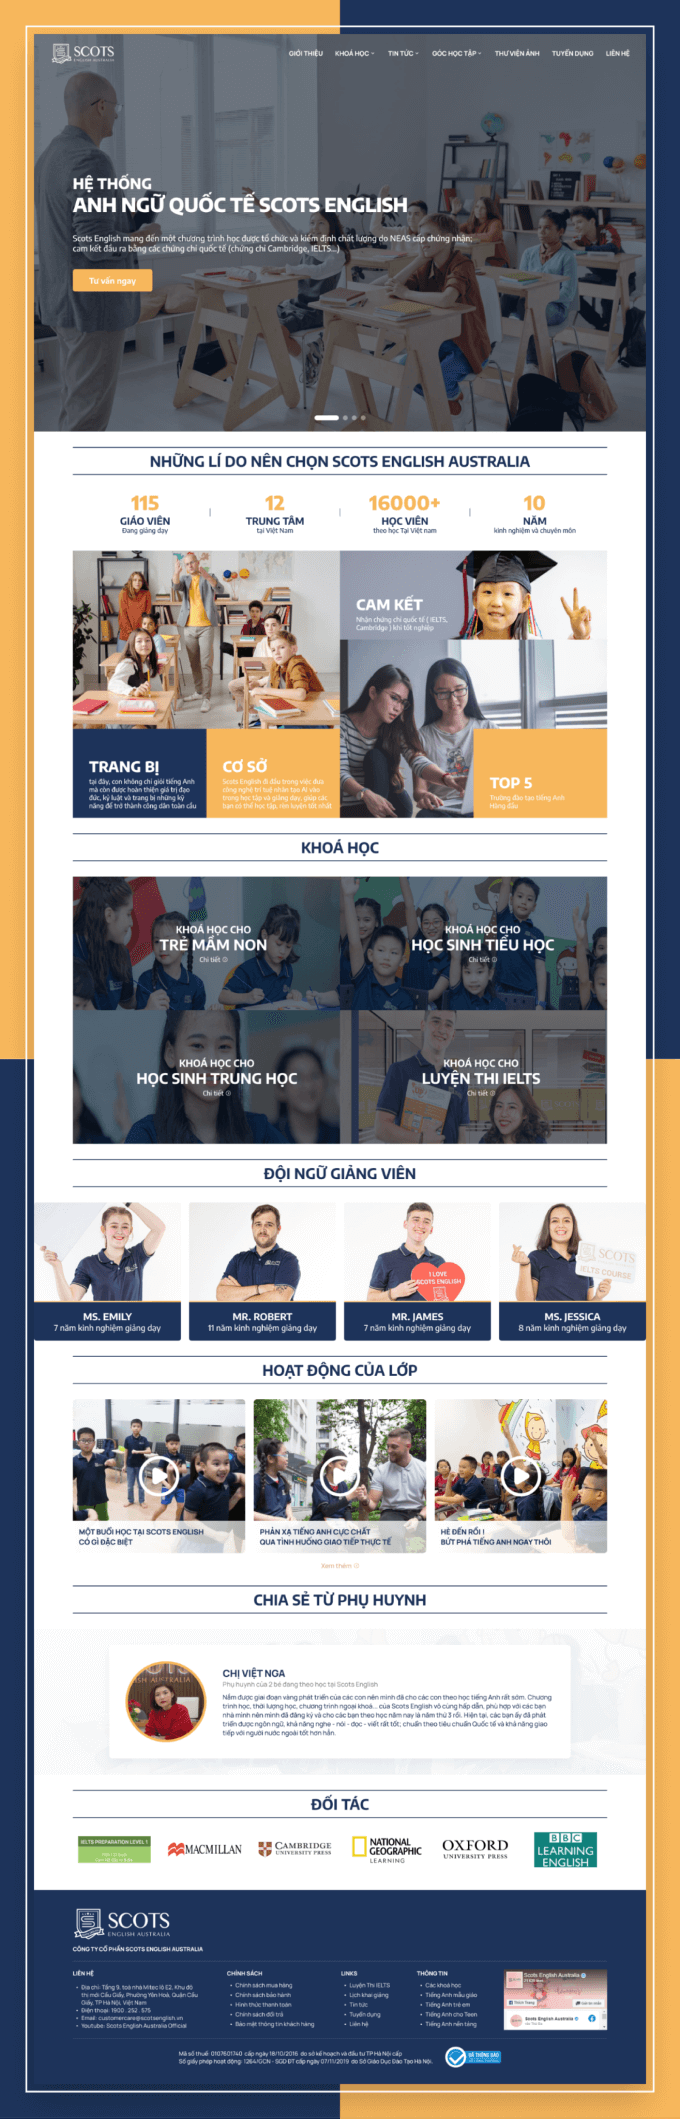 SCOTS
ENGLISH AUSTRALIA
GIỚI THIỆU KHOÁ HỌC TIN TỨC GÓC HỌC TẬP THƯ VIỆN ẢNH TUYỂN DỤNG LIÊN HỆ
HỆ THỐNG
ANH NGỮ QUỐC TẾ SCOTS ENGLISH
Scots English mang đến một chương trình học được tổ chức và kiểm định chất lượng do NEAS cấp chứng nhận;
cam kết đầu ra bằng các chứng chỉ quốc tế (chứng chỉ Cambridge, IELTS...)
Tư vấn ngay
NHỮNG LÍ DO NÊN CHỌN SCOTS ENGLISH AUSTRALIA
115
GIÁO VIÊN
Đang giảng dạy
12
TRUNG TÂM
tại Việt Nam
16000+
HỌC VIÊN
theo học Tại Việt nam
10
NĂM
kinh nghiệm và chuyên môn
CAM KẾT
Nhận chứng chỉ quốc tế ( IELTS,
Cambridge ) khi tốt nghiệp
TRANG BỊ
tại đây, con không chỉ giỏi tiếng Anh
mà còn được hoàn thiện giá trị đạo
đức, kỷ luật và trang bị những kỹ
năng để trở thành công dân toàn cầu
CƠ SỞ
Scots English đi đầu trong việc đưa
công nghệ trí tuệ nhân tạo Ai vào
trong học tập và giảng dạy, giúp các
bạn có thể học tập, rèn luyện tốt nhất
TOP 5
Trường đào tạo tiếng Anh
Hàng đầu
KHOÁ HỌC
KHOÁ HỌC CHO
TRẺ MẦM NON
Chi tiết
KHOÁ HỌC CHO
HỌC SINH TIỂU HỌC
Chi tiết
KHOÁ HỌC CHO
HỌC SINH TRUNG HỌC
Chi tiết
KHOÁ HỌC CHO
LUYỆN THI IELTS
Chi tiết
ĐỘI NGŨ GIẢNG VIÊN
I LOVE
SCOTS ENGLISH
SCOTS
IELTS COURSE
MS. EMILY
7 năm kinh nghiệm giảng dạy
MR. ROBERT
11 năm kinh nghiệm giảng dạy
MR. JAMES
7 năm kinh nghiệm giảng dạy
MS. JESSICA
8 năm kinh nghiệm giảng dạy
HOẠT ĐỘNG CỦA LỚP
MỘT BUỔI HỌC TẠI SCOTS ENGLISH
CÓ GÌ ĐẶC BIỆT
PHẢN XẠ TIẾNG ANH CỰC CHẤT
QUA TÌNH HUỐNG GIAO TIẾP THỰC TẾ
HÈ ĐẾN RỒI !
BỨT PHÁ TIẾNG ANH NGAY THÔI
Xem thêm
CHIA SẺ TỪ PHỤ HUYNH
CHỊ VIỆT NGA
Phụ huynh của 2 bé đang theo học tại Scots English
Nắm được giai đoạn vàng phát triển của các con nên mình đã cho các con theo học tiếng Anh rất sớm. Chương
trình học, thời lượng học, chương trình ngoại khoá... của Scots English vô cùng hấp dẫn, phù hợp với các bạn
nhà mình nên mình đã đăng ký và cho các bạn theo học năm nay là năm thứ 3 rồi. Hiện tại, các bạn ấy đã phát
triển được ngôn ngữ, khả năng nghe - nói - đọc - viết rất tốt; chuẩn theo tiêu chuẩn Quốc tế và khả năng giao
tiếp với người nước ngoài tốt hơn hẳn.
ĐỐI TÁC
IELTS PREPARATION LEVEL 1
MACMILLAN
CAMBRIDGE
UNIVERSITY PRESS
NATIONAL
GEOGRAPHIC
LEARNING
OXFORD
UNIVERSITY PRESS
BBC
LEARNING
ENGLISH
SCOTS
ENGLISH AUSTRALIA
CÔNG TY CỔ PHẦN SCOTS ENGLISH AUSTRALIA
LIÊN HỆ
Địa chỉ: Tầng 9, toà nhà Mitec lô E2, Khu đô
thị mới Cầu Giấy, Phường Yên Hoà, Quận Cầu
Giấy, TP Hà Nội, Việt Nam
Điện thoại: 1900 . 252 . 575
Email: customercare@scotsenglish.vn
Youtube: Scots English Australia Official
CHÍNH SÁCH
Chính sách mua hàng
Chính sách bảo hành
Hình thức thanh toán
Chính sách đổi trả
Bảo mật thông tin khách hàng
LINKS
Luyện Thi IELTS
Lịch khai giảng
Tin tức
Tuyển dụng
Liên hệ
THÔNG TIN
Các khoá học
Tiếng Anh mẫu giáo
Tiếng Anh trẻ em
Tiếng Anh cho Teen
Tiếng Anh nền tảng
Scots English Australia
Scots English Australia
Mã số thuế: 0107601740 cấp ngày 18/10/2016 do sở kế hoạch và đầu tư TP Hà Nội cấp
Số giấy phép hoạt động: 1264/GCN - SGD ĐT cấp ngày 07/11/2019 do Sở Giáo Dục Đào Tạo Hà Nội.
ĐÃ THÔNG BÁO